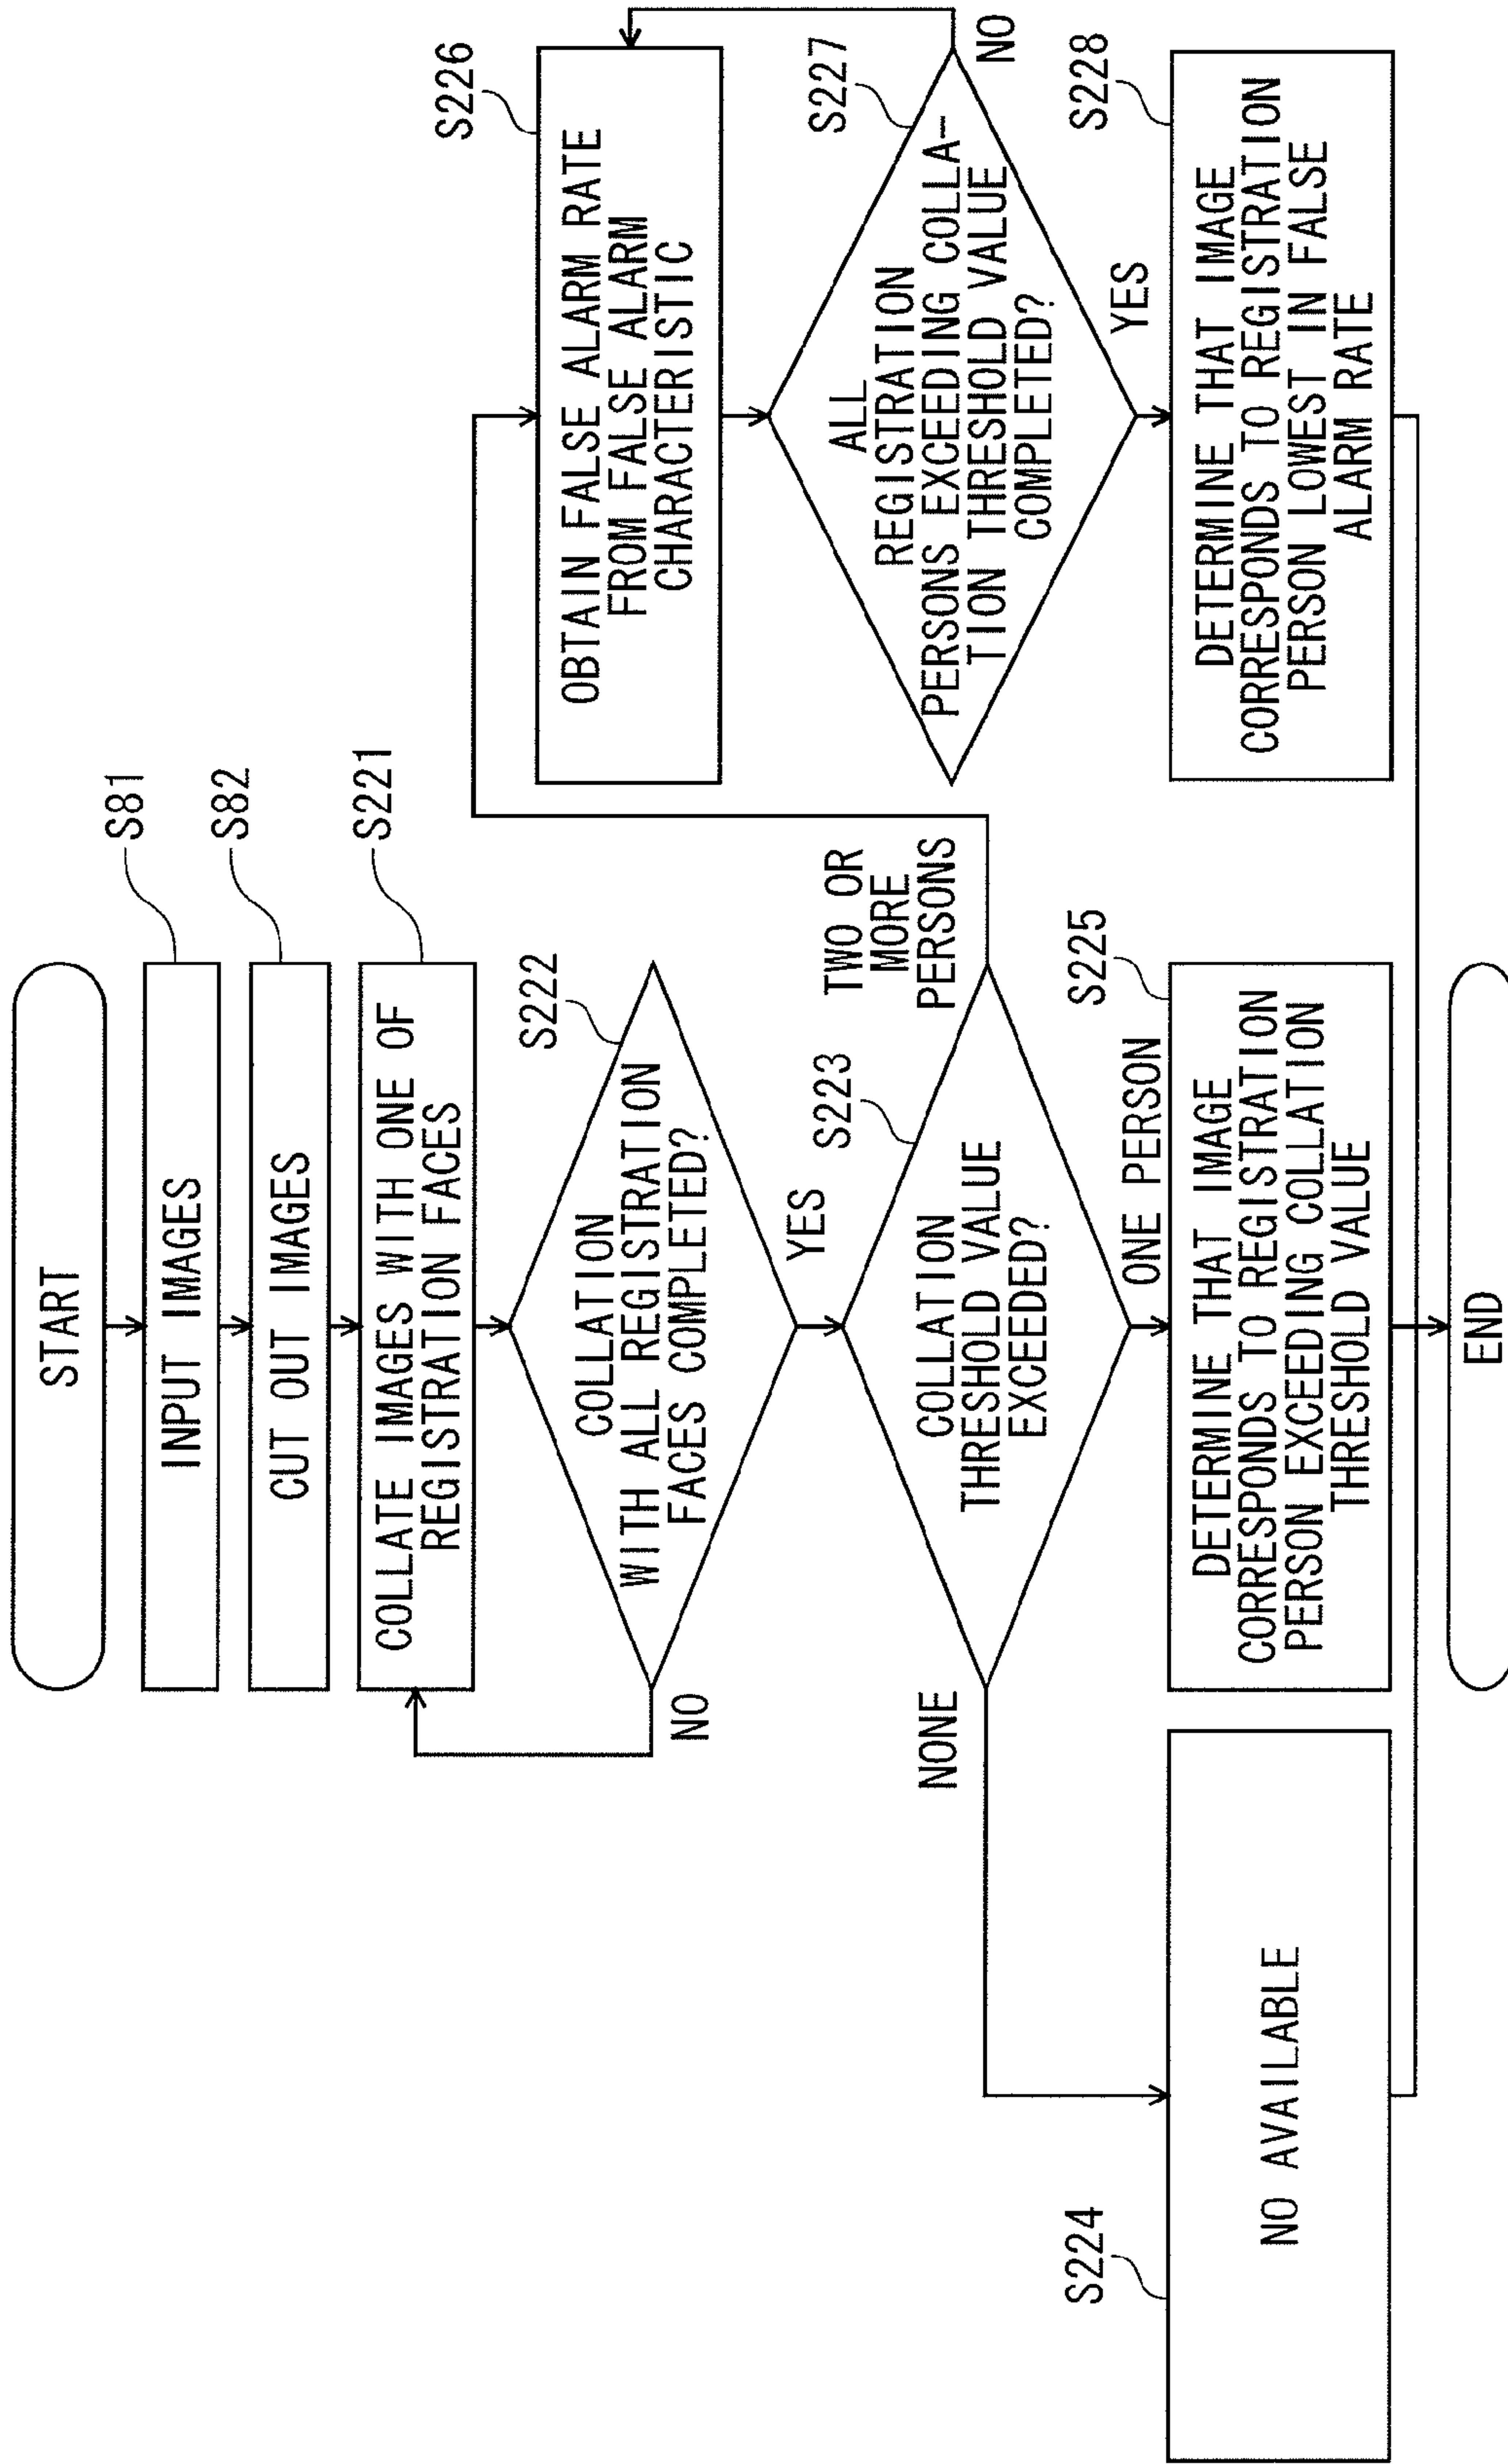 START
S81
INPUT IMAGES
S82
CUT OUT IMAGES
S221
COLLATE IMAGES WITH ONE OF
REGISTRATION FACES
S222
COLLATION
WITH ALL REGISTRATION
FACES COMPLETED?
NO
YES
S223
COLLATION
THRESHOLD VALUE
EXCEEDED?
NONE
ONE PERSON
TWO OR
MORE
PERSONS
S224
NO AVAILABLE
S225
DETERMINE THAT IMAGE
CORRESPONDS TO REGISTRATION
PERSON EXCEEDING COLLATION
THRESHOLD VALUE
S226
OBTAIN FALSE ALARM RATE
FROM FALSE ALARM
CHARACTERISTIC
S227
ALL
REGISTRATION
PERSONS EXCEEDING COLLA-
TION THRESHOLD VALUE
COMPLETED?
NO
YES
S228
DETERMINE THAT IMAGE
CORRESPONDS TO REGISTRATION
PERSON LOWEST IN FALSE
ALARM RATE
END